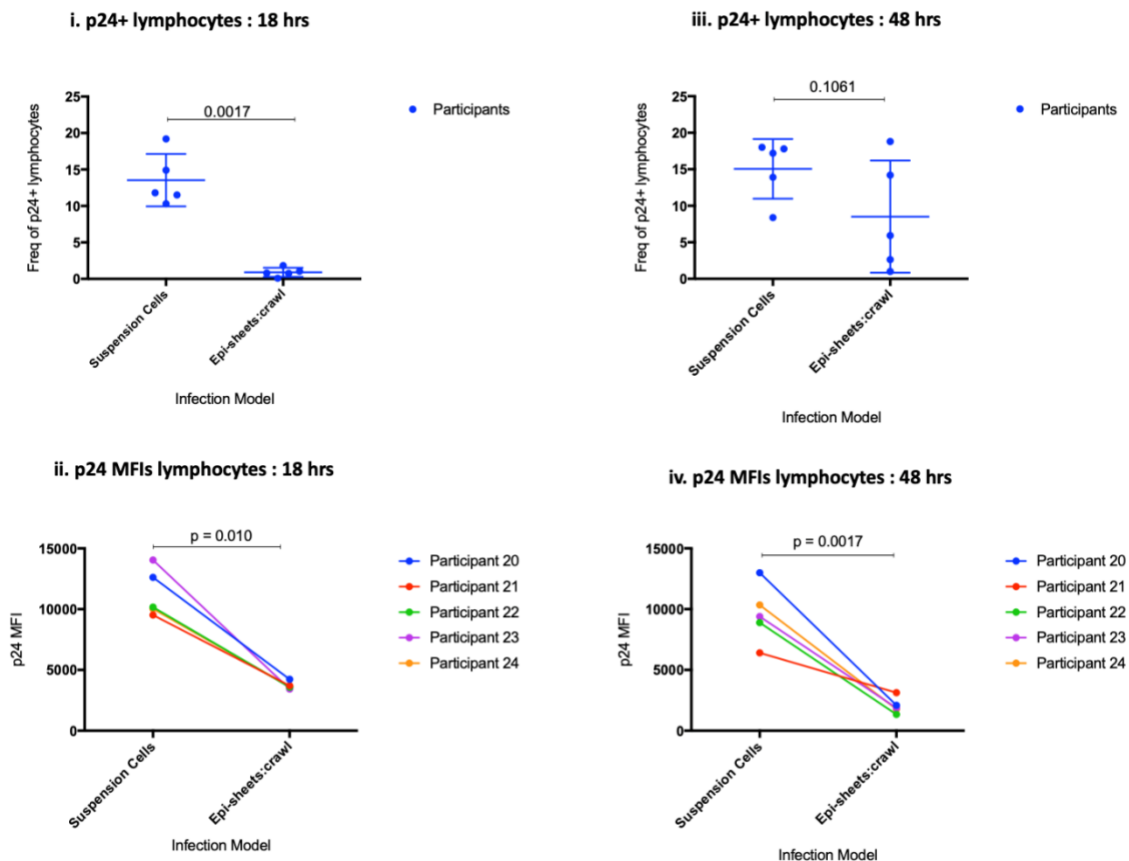 i. p24+ lymphocytes : 18 hrs
Freq of p24+ lymphocytes
25
20
15
10
5
0
0.0017
Participants
Suspension Cells
Epi-sheets:crawl
Infection Model
iii. p24+ lymphocytes : 48 hrs
Freq of p24+ lymphocytes
25
20
15
10
5
0
0.1061
Participants
Suspension Cells
Epi-sheets:crawl
Infection Model
ii. p24 MFIs lymphocytes : 18 hrs
p24 MFI
15000
10000
5000
0
p = 0.010
Participant 20
Participant 21
Participant 22
Participant 23
Participant 24
Suspension Cells
Epi-sheets:crawl
Infection Model
iv. p24 MFIs lymphocytes : 48 hrs
p24 MFI
15000
10000
5000
0
p = 0.0017
Participant 20
Participant 21
Participant 22
Participant 23
Participant 24
Suspension Cells
Epi-sheets:crawl
Infection Model